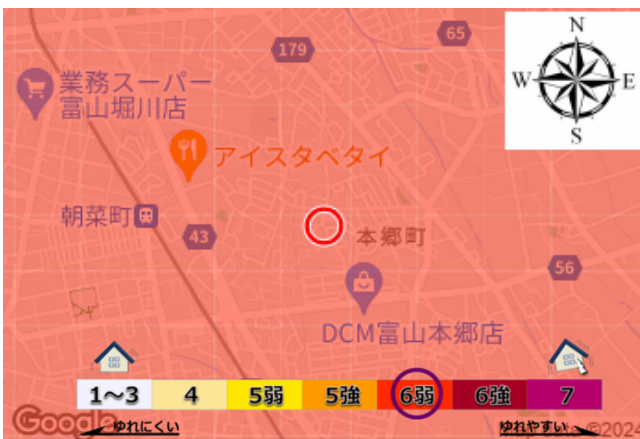 179
65
N
W
E
S
業務スーパー
富山堀川店
アイスタベタイ
朝菜町
43
本郷町
56
DCM富山本郷店
1〜3
4
5弱
5強
6弱
6強
7
Google
ゆれにくい
ゆれやすい
©2024